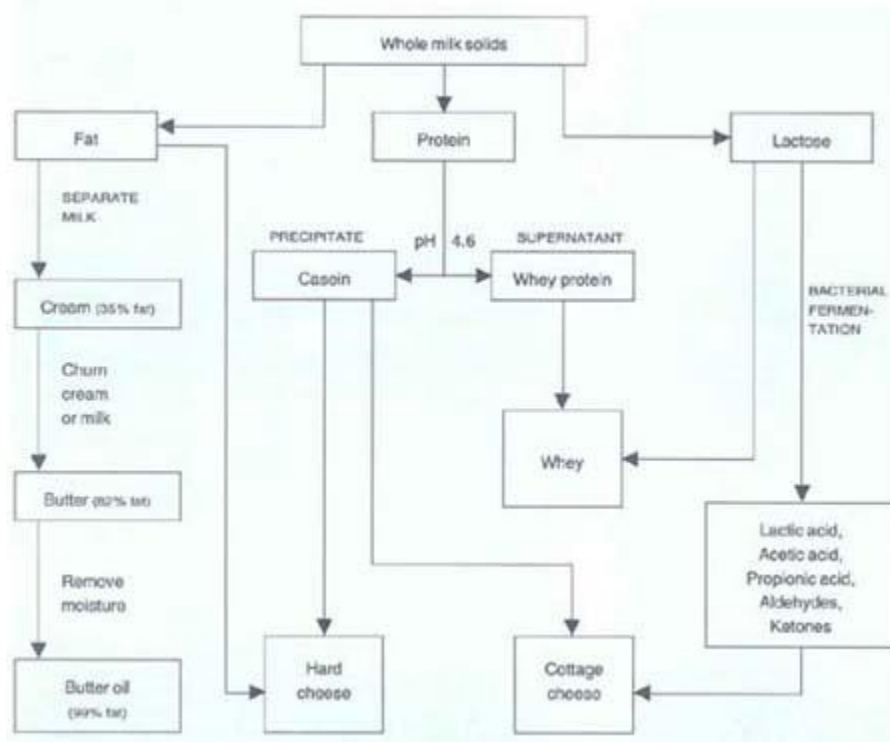 Whole milk solids
Fat
Protein
Lactose
SEPARATE
MILK
PRECIPITATE
pH 4.6
SUPERNATANT
Casein
Whey protein
Cream (35% fat)
BACTERIAL
FERMEN-
TATION
Churn
cream
or milk
Whey
Butter (82% fat)
Lactic acid,
Acetic acid,
Propionic acid,
Aldehydes,
Ketones
Remove
moisture
Hard
cheese
Cottage
cheese
Butter oil
(99% fat)